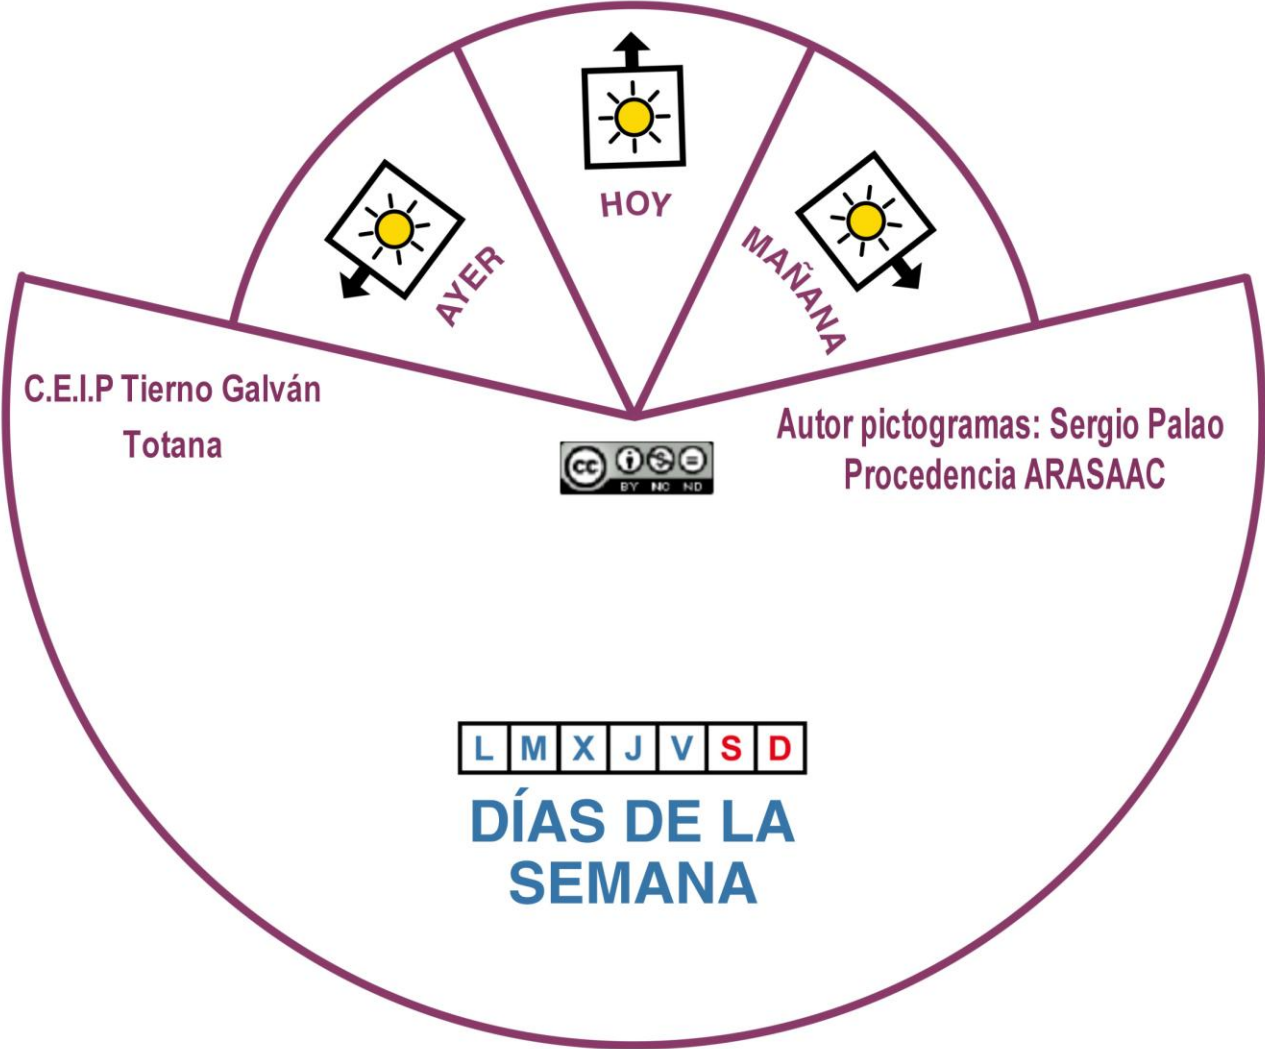 HOY
AYER
MAÑANA
C.E.I.P Tierno Galván
Totana
Autor pictogramas: Sergio Palao
Procedencia ARASAAC
cc
BY NC ND
L M X J V S D
DÍAS DE LA
SEMANA